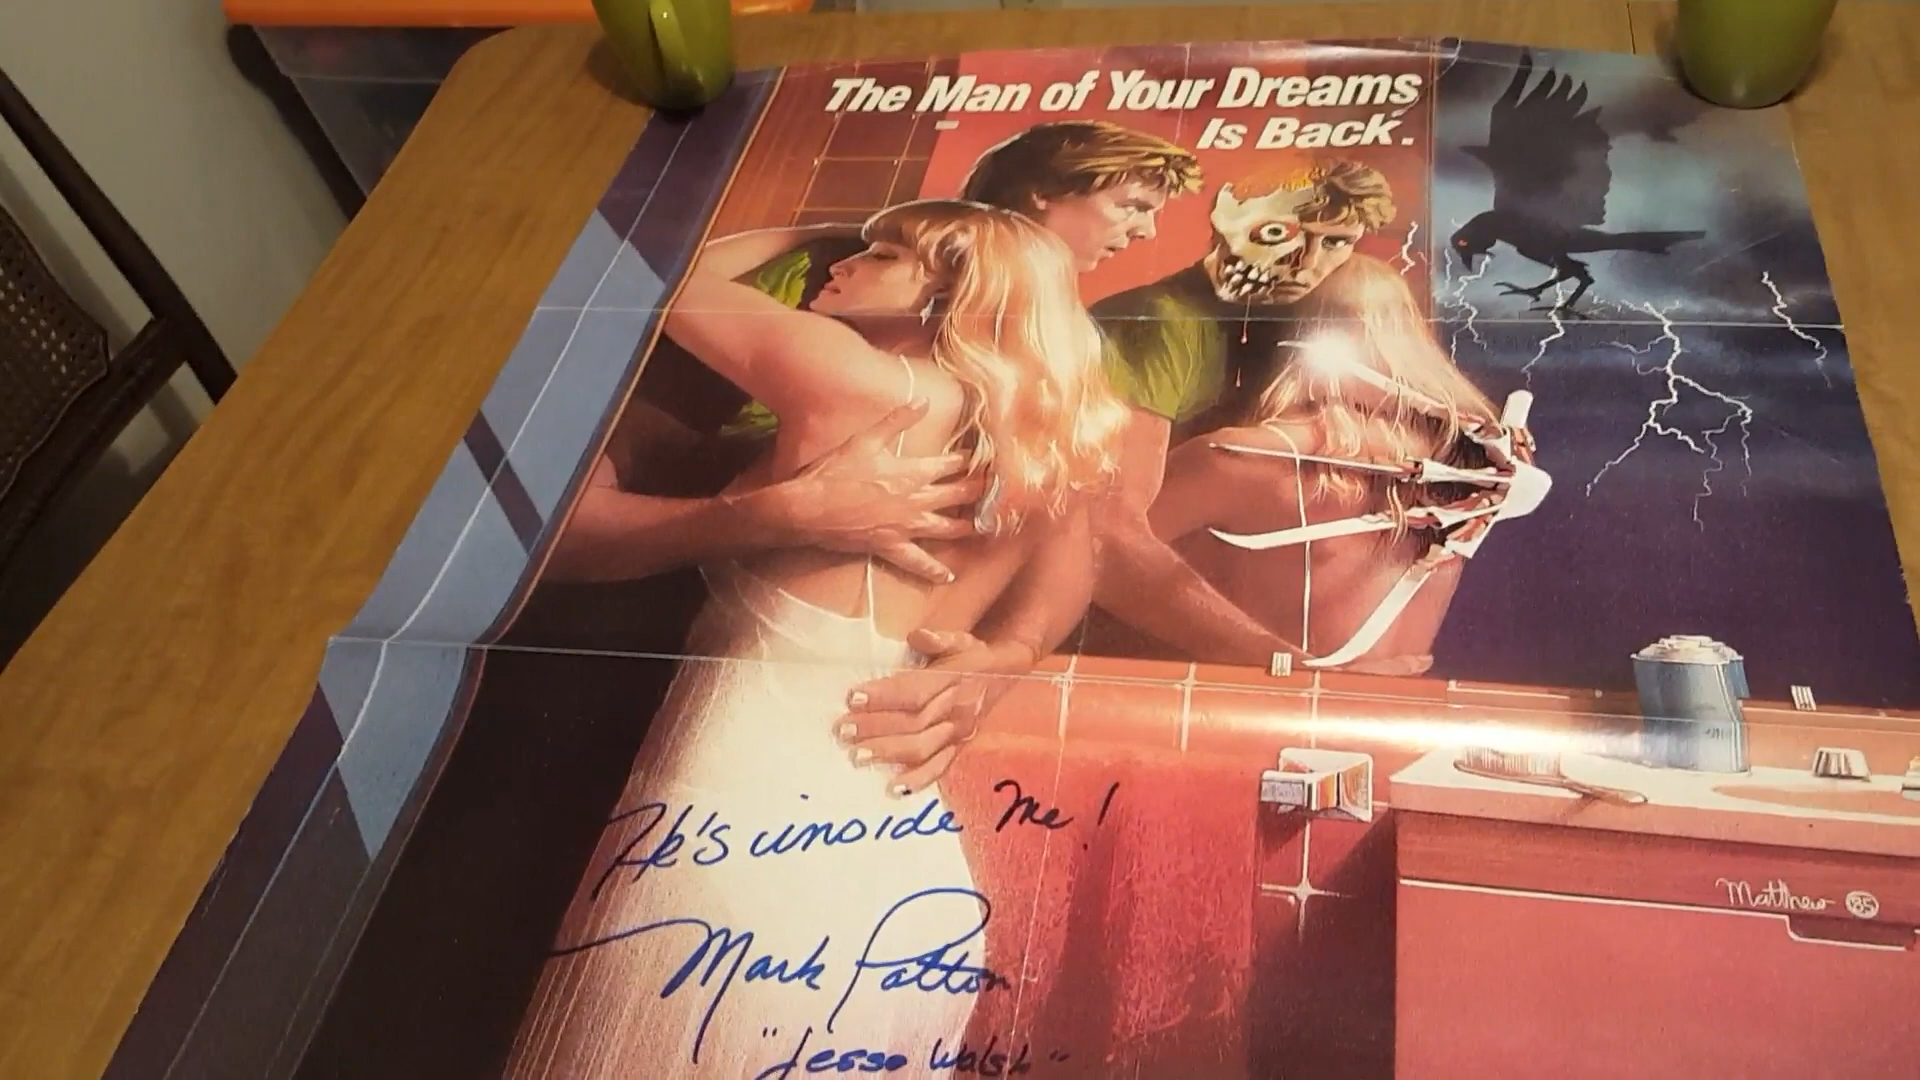 The Man of Your Dreams
Is Back.
He's inside Me!
Matthew 85
Mark Patton
"Jesse Walsh"